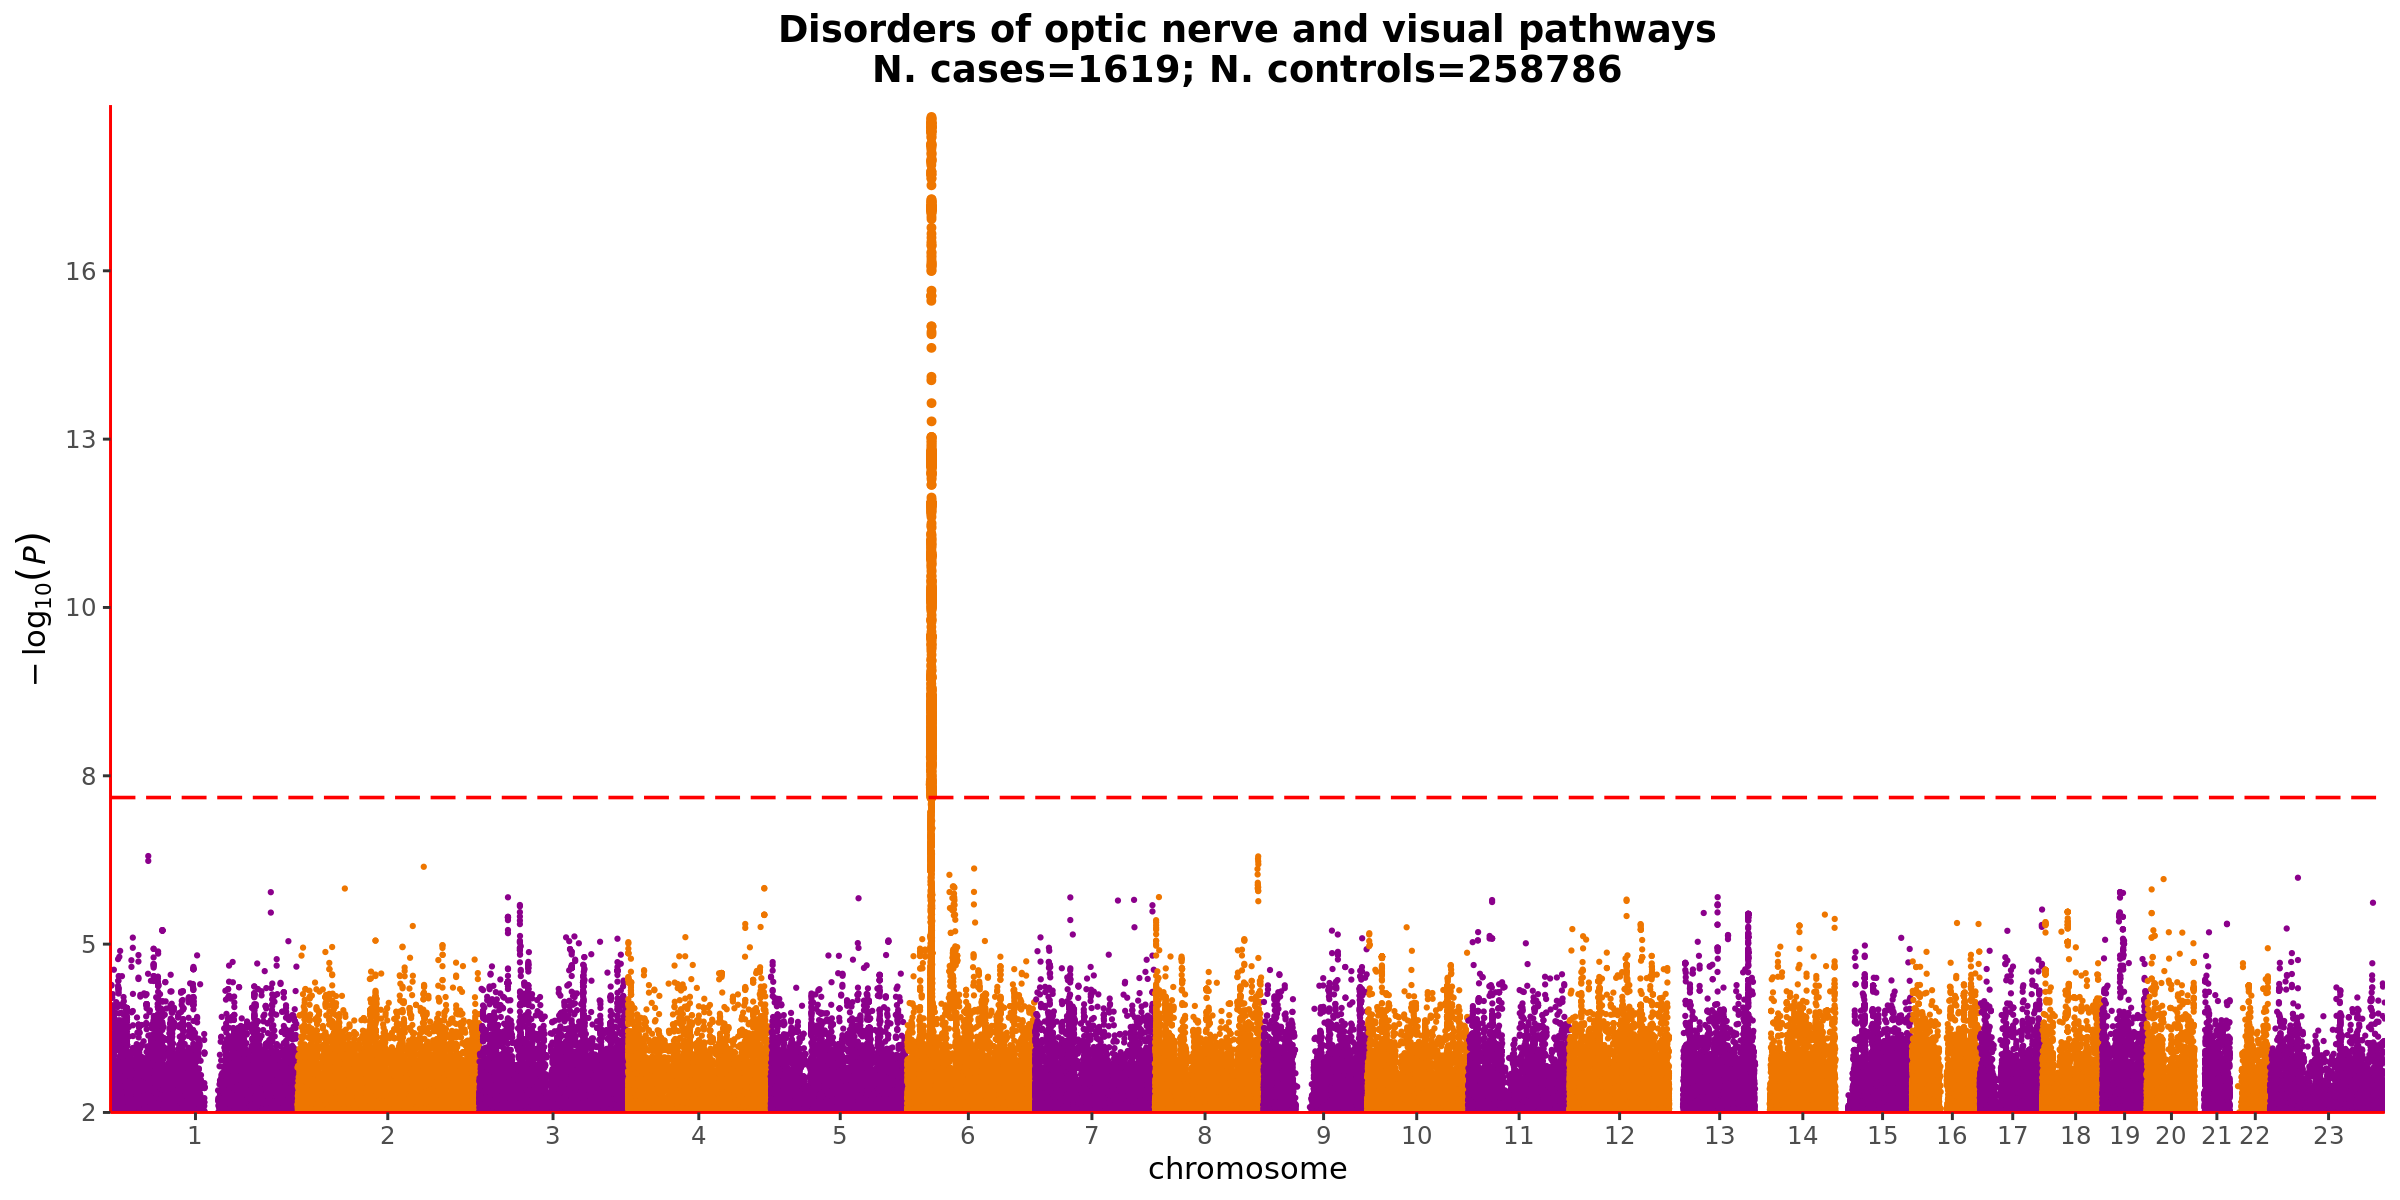 Disorders of optic nerve and visual pathways
N. cases=1619; N. controls=258786
− log10(P)
16
13
10
8
5
2
1 2 3 4 5 6 7 8 9 10 11 12 13 14 15 16 17 18 19 20 21 22 23
chromosome